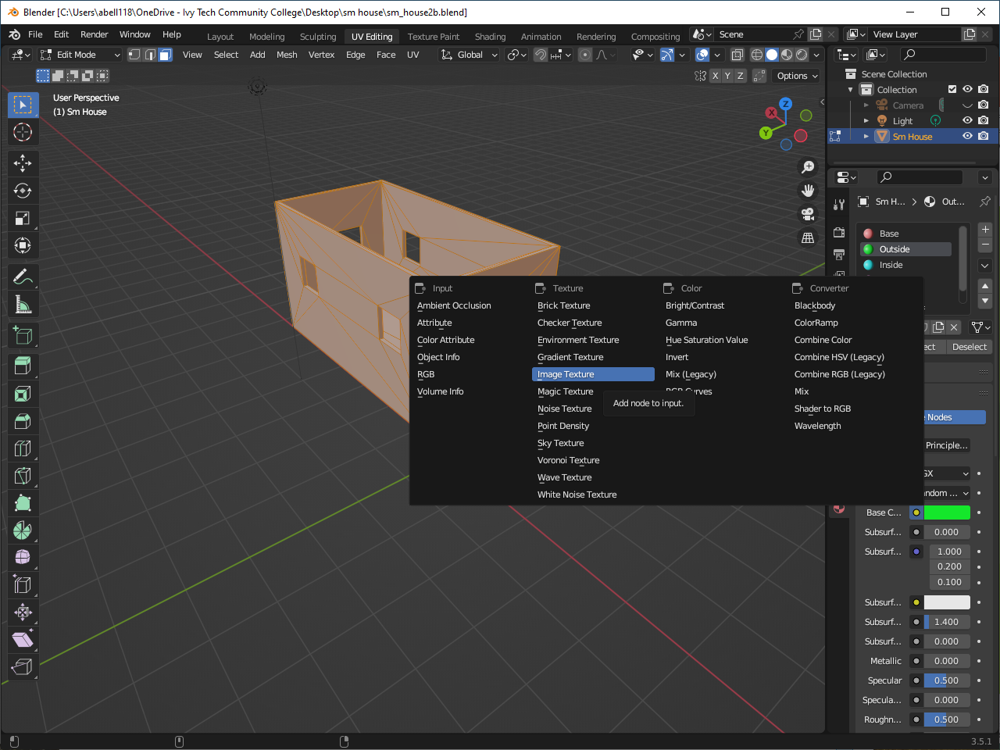 Blender [C:\Users\abell118\OneDrive - Ivy Tech Community College\Desktop\sm house\sm_house2b.blend]
File Edit Render Window Help Layout Modeling Sculpting UV Editing Texture Paint Shading Animation Rendering Compositing Scene View Layer
Edit Mode View Select Add Mesh Vertex Edge Face UV Global
X Y Z Options
User Perspective
(1) Sm House
Z
X
Y
Scene Collection
Collection
Camera
Light
Sm House
Sm H... Out...
Base
Outside
Inside
Input
Ambient Occlusion
Attribute
Color Attribute
Object Info
RGB
Volume Info
Texture
Brick Texture
Checker Texture
Environment Texture
Gradient Texture
Image Texture
Magic Texture
Noise Texture
Point Density
Sky Texture
Voronoi Texture
Wave Texture
White Noise Texture
Color
Bright/Contrast
Gamma
Hue Saturation Value
Invert
Mix (Legacy)
RGB Curves
Add node to input.
Converter
Blackbody
ColorRamp
Combine Color
Combine HSV (Legacy)
Combine RGB (Legacy)
Mix
Shader to RGB
Wavelength
ect Deselect
e Nodes
Principle...
GX
andom ...
Base C...
Subsurf... 0.000
Subsurf... 1.000
0.200
0.100
Subsurf...
Subsurf... 1.400
Subsurf... 0.000
Metallic 0.000
Specular 0.500
Specula... 0.000
Roughn... 0.500
3.5.1